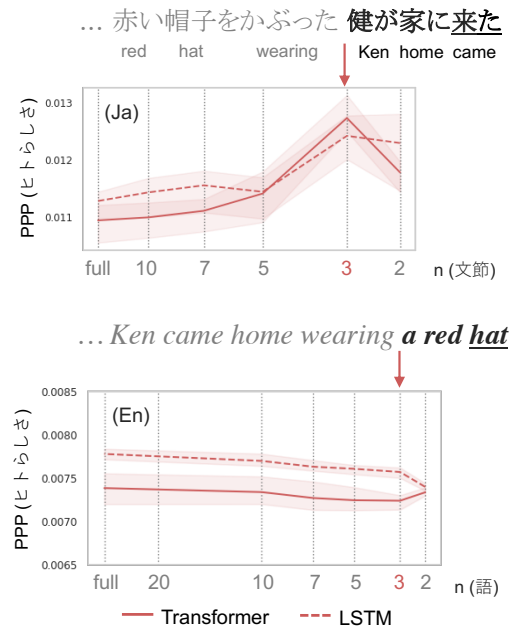 ... 赤い帽子をかぶった 健が家に来た
red hat wearing Ken home came
PPP (ヒトらしさ)
0.013
0.012
0.011
(Ja)
full 10 7 5 3 2 n (文節)
... Ken came home wearing a red hat
PPP (ヒトらしさ)
0.0085
0.0080
0.0075
0.0070
0.0065
(En)
full 20 10 7 5 3 2 n (語)
Transformer LSTM